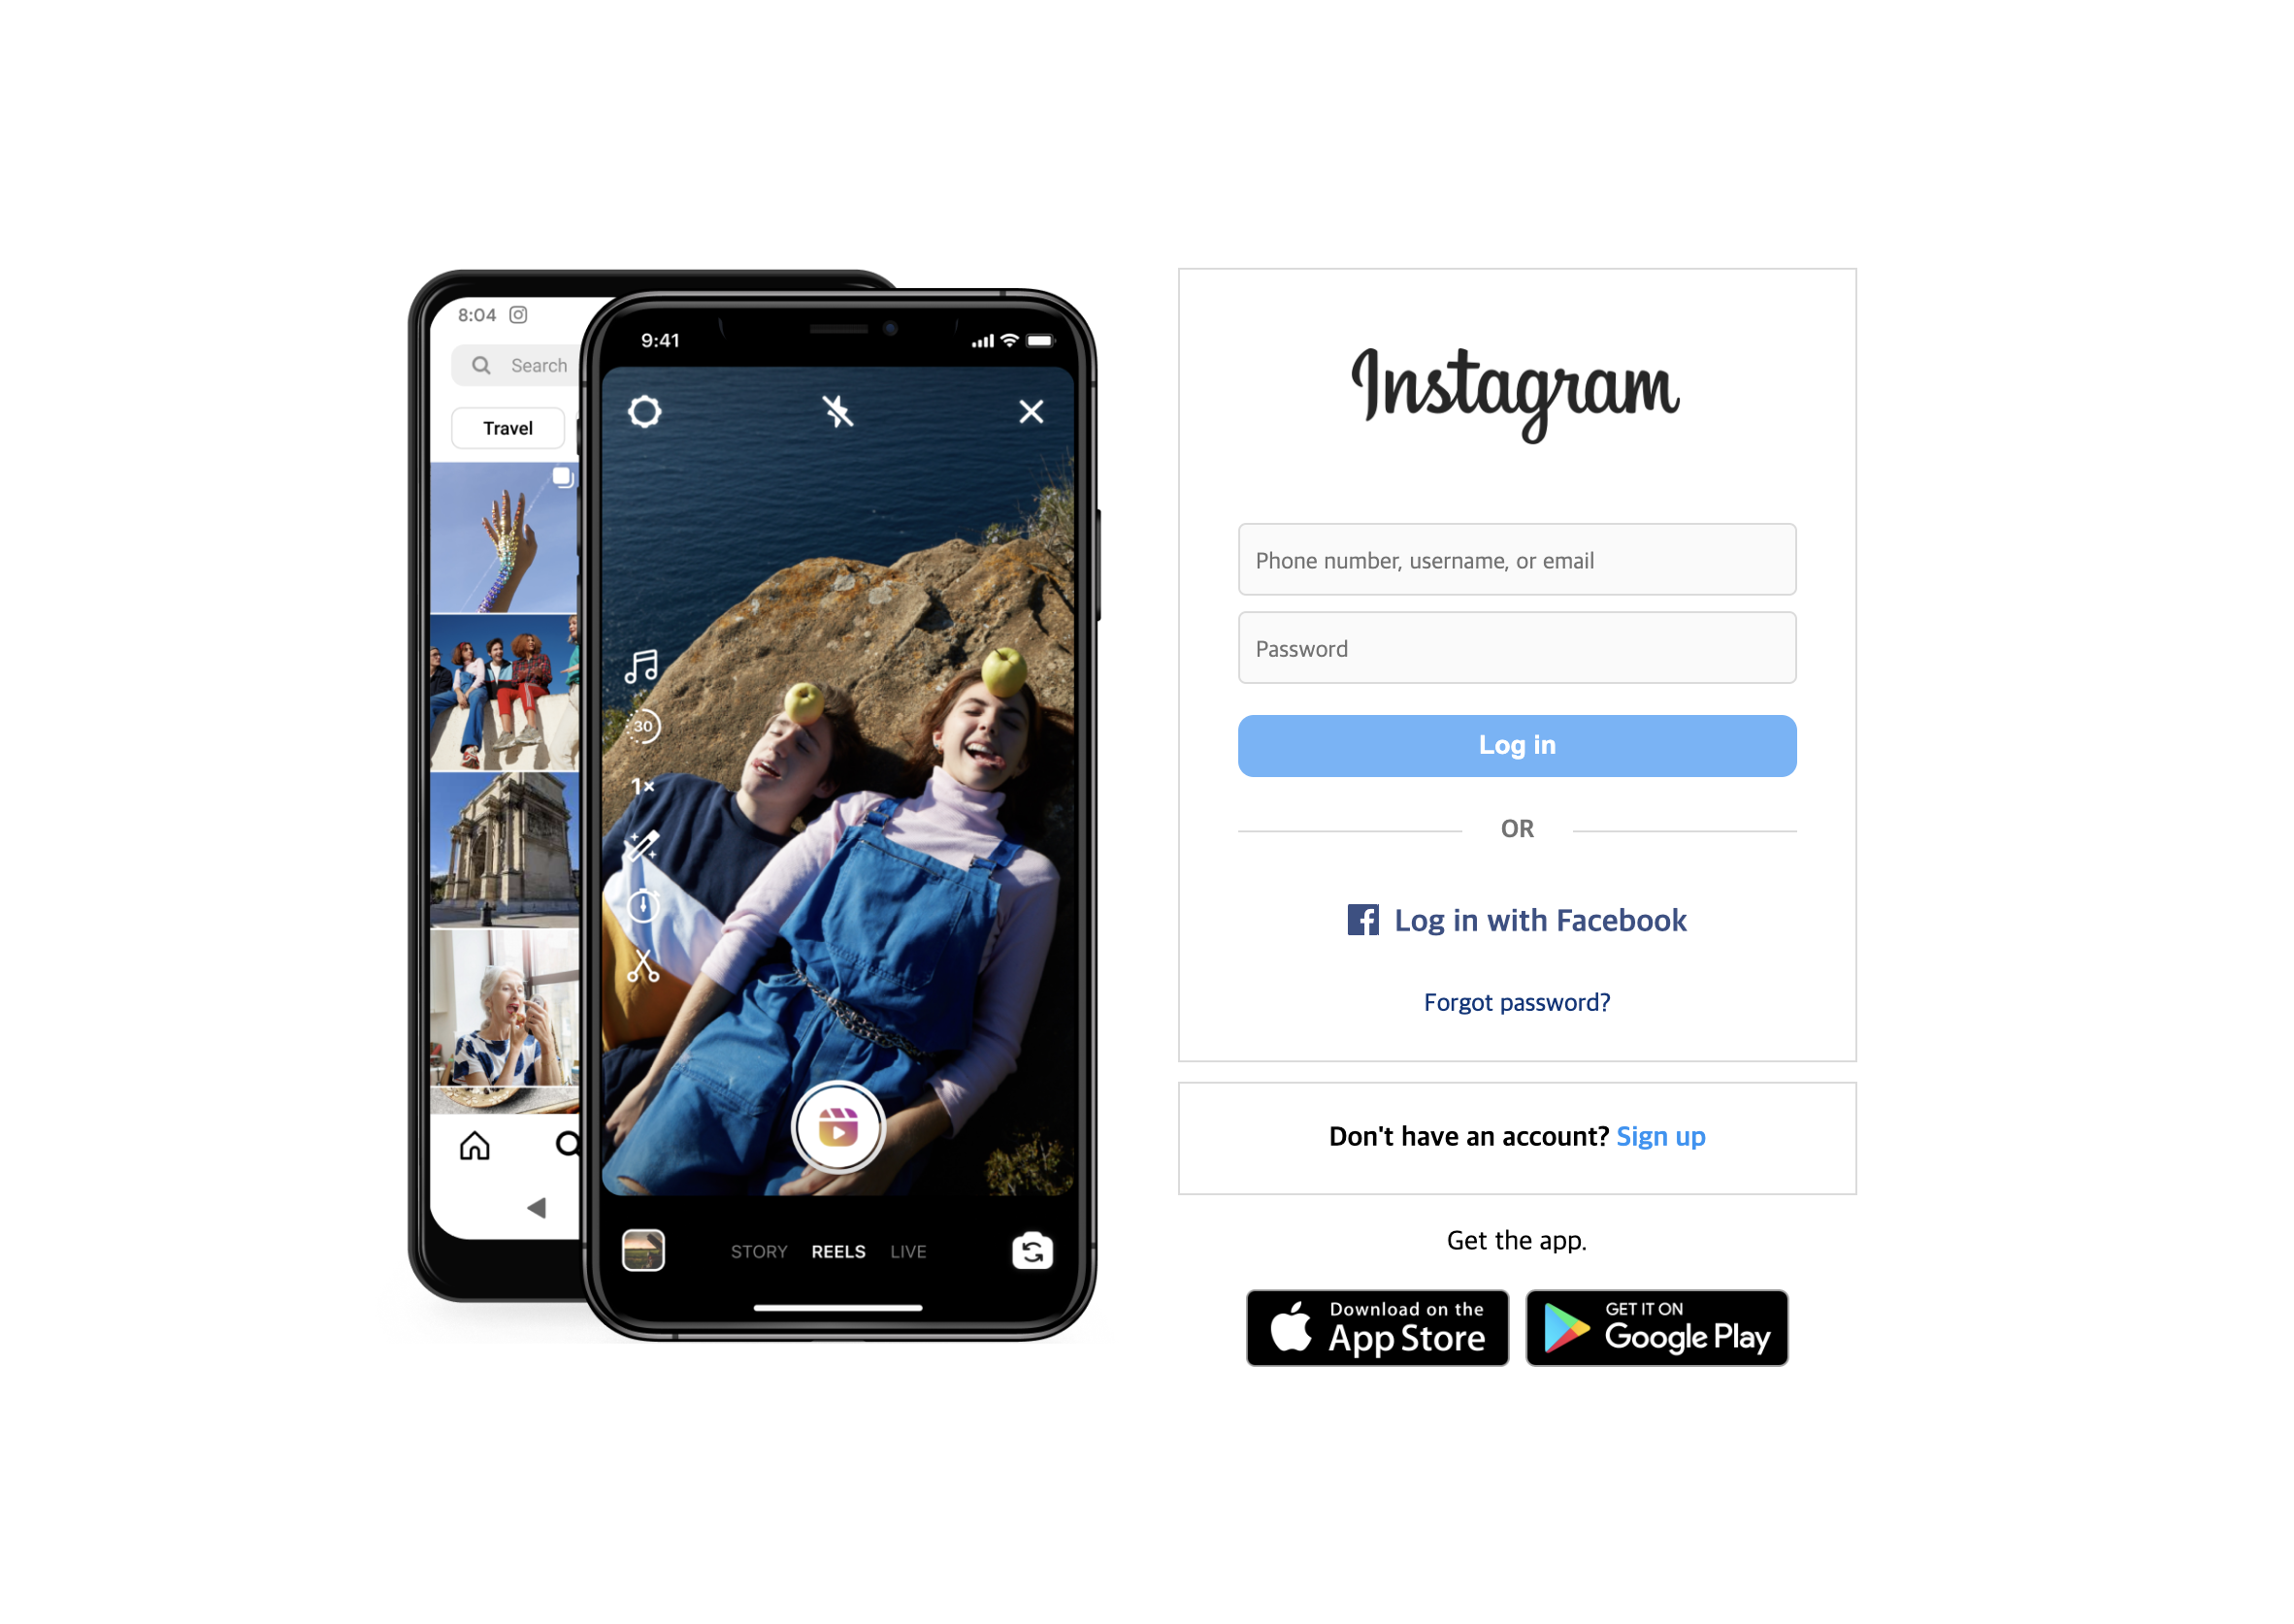 8:04
Search
Travel
9:41
30
1×
STORY REELS LIVE
Instagram
Phone number, username, or email
Password
Log in
OR
Log in with Facebook
Forgot password?
Don't have an account? Sign up
Get the app.
Download on the
App Store
GET IT ON
Google Play